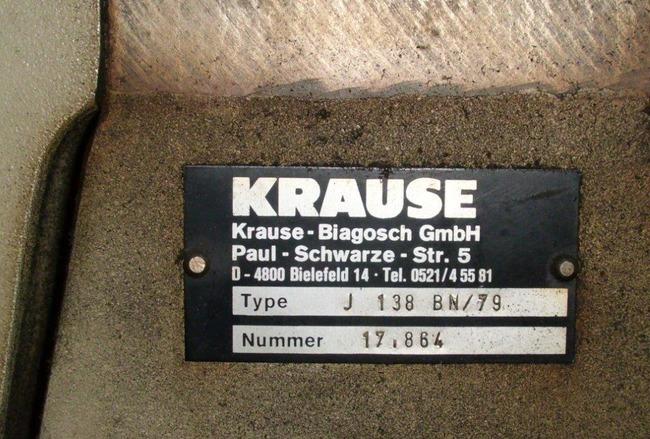 KRAUSE
Krause - Biagosch GmbH
Paul - Schwarze - Str. 5
D - 4800 Bielefeld 14 · Tel. 0521/4 55 81
Type J 138 BN/79
Nummer 17.864